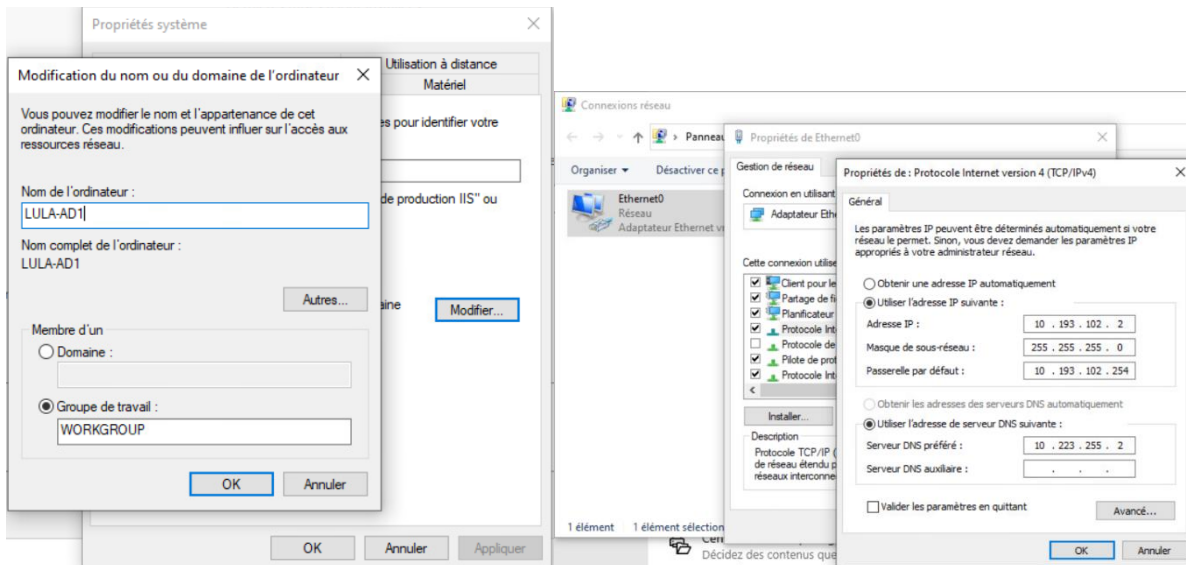 Propriétés système
Utilisation à distance
Matériel
es pour identifier votre
de production IIS" ou
aine
Modifier...
OK
Annuler
Appliquer
Modification du nom ou du domaine de l'ordinateur
Vous pouvez modifier le nom et l'appartenance de cet
ordinateur. Ces modifications peuvent influer sur l'accès aux
ressources réseau.
Nom de l'ordinateur :
LULA-AD1
Nom complet de l'ordinateur :
LULA-AD1
Autres...
Membre d'un
Domaine :
Groupe de travail :
WORKGROUP
OK
Annuler
Connexions réseau
Panneau
Organiser
Désactiver ce p
Ethernet0
Réseau
Adaptateur Ethernet vi
1 élément
1 élément sélection
Décidez des contenus que
Propriétés de Ethernet0
Gestion de réseau
Connexion en utilisant
Adaptateur Eth
Cette connexion utilise
Client pour le
Partage de fi
Planificateur
Protocole Int
Protocole de
Pilote de prot
Protocole Int
Installer...
Description
Protocole TCP/IP (
de réseau étendu p
réseaux interconne
Propriétés de : Protocole Internet version 4 (TCP/IPv4)
Général
Les paramètres IP peuvent être déterminés automatiquement si votre
réseau le permet. Sinon, vous devez demander les paramètres IP
appropriés à votre administrateur réseau.
Obtenir une adresse IP automatiquement
Utiliser l'adresse IP suivante :
Adresse IP : 10 . 193 . 102 . 2
Masque de sous-réseau : 255 . 255 . 255 . 0
Passerelle par défaut : 10 . 193 . 102 . 254
Obtenir les adresses des serveurs DNS automatiquement
Utiliser l'adresse de serveur DNS suivante :
Serveur DNS préféré : 10 . 223 . 255 . 2
Serveur DNS auxiliaire : . . .
Valider les paramètres en quittant
Avancé...
OK
Annuler